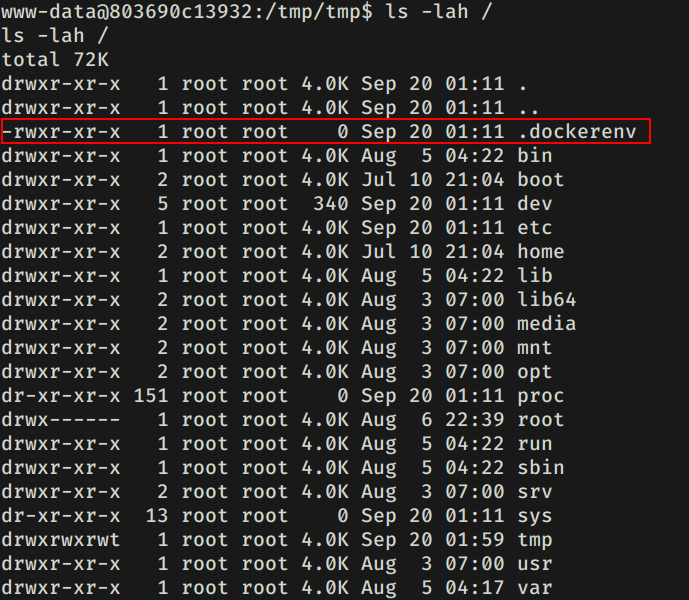 www-data@803690c13932:/tmp/tmp$ ls -lah /
ls -lah /
total 72K
drwxr-xr-x   1 root root 4.0K Sep 20 01:11 .
drwxr-xr-x   1 root root 4.0K Sep 20 01:11 ..
-rwxr-xr-x   1 root root    0 Sep 20 01:11 .dockerenv
drwxr-xr-x   1 root root 4.0K Aug  5 04:22 bin
drwxr-xr-x   2 root root 4.0K Jul 10 21:04 boot
drwxr-xr-x   5 root root  340 Sep 20 01:11 dev
drwxr-xr-x   1 root root 4.0K Sep 20 01:11 etc
drwxr-xr-x   2 root root 4.0K Jul 10 21:04 home
drwxr-xr-x   1 root root 4.0K Aug  5 04:22 lib
drwxr-xr-x   2 root root 4.0K Aug  3 07:00 lib64
drwxr-xr-x   2 root root 4.0K Aug  3 07:00 media
drwxr-xr-x   2 root root 4.0K Aug  3 07:00 mnt
drwxr-xr-x   2 root root 4.0K Aug  3 07:00 opt
dr-xr-xr-x 151 root root    0 Sep 20 01:11 proc
drwx------   1 root root 4.0K Aug  6 22:39 root
drwxr-xr-x   1 root root 4.0K Aug  5 04:22 run
drwxr-xr-x   1 root root 4.0K Aug  5 04:22 sbin
drwxr-xr-x   2 root root 4.0K Aug  3 07:00 srv
dr-xr-xr-x  13 root root    0 Sep 20 01:11 sys
drwxrwxrwt   1 root root 4.0K Sep 20 01:59 tmp
drwxr-xr-x   1 root root 4.0K Aug  3 07:00 usr
drwxr-xr-x   1 root root 4.0K Aug  5 04:17 var